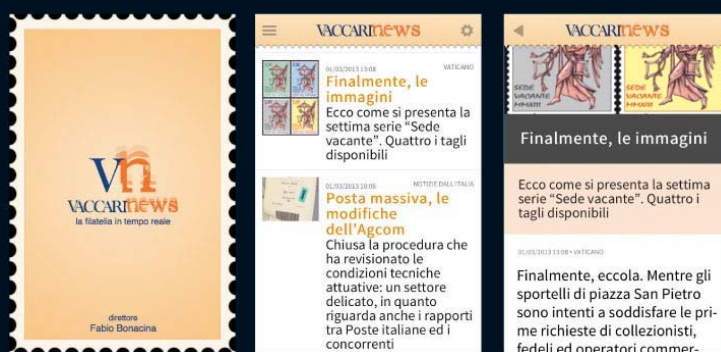 Vn
VACCARInews
la filatelia in tempo reale
direttore
Fabio Bonacina
VACCARInews
01/03/2013 13:08 VATICANO
Finalmente, le
immagini
Ecco come si presenta la
settima serie “Sede
vacante”. Quattro i tagli
disponibili
01/03/2013 10:06 NOTIZIE DALL'ITALIA
Posta massiva, le
modifiche
dell'Agcom
Chiusa la procedura che
ha revisionato le
condizioni tecniche
attuative: un settore
delicato, in quanto
riguarda anche i rapporti
tra Poste italiane ed i
concorrenti
VACCARInews
SEDE
VACANTE
MMXIII
SEDE
VACANTE
MMXIII
Finalmente, le immagini
Ecco come si presenta la settima
serie “Sede vacante”. Quattro i
tagli disponibili
01/03/2013 13:08 • VATICANO
Finalmente, eccola. Mentre gli
sportelli di piazza San Pietro
sono intenti a soddisfare le pri-
me richieste di collezionisti,
fedeli ed operatori commer-